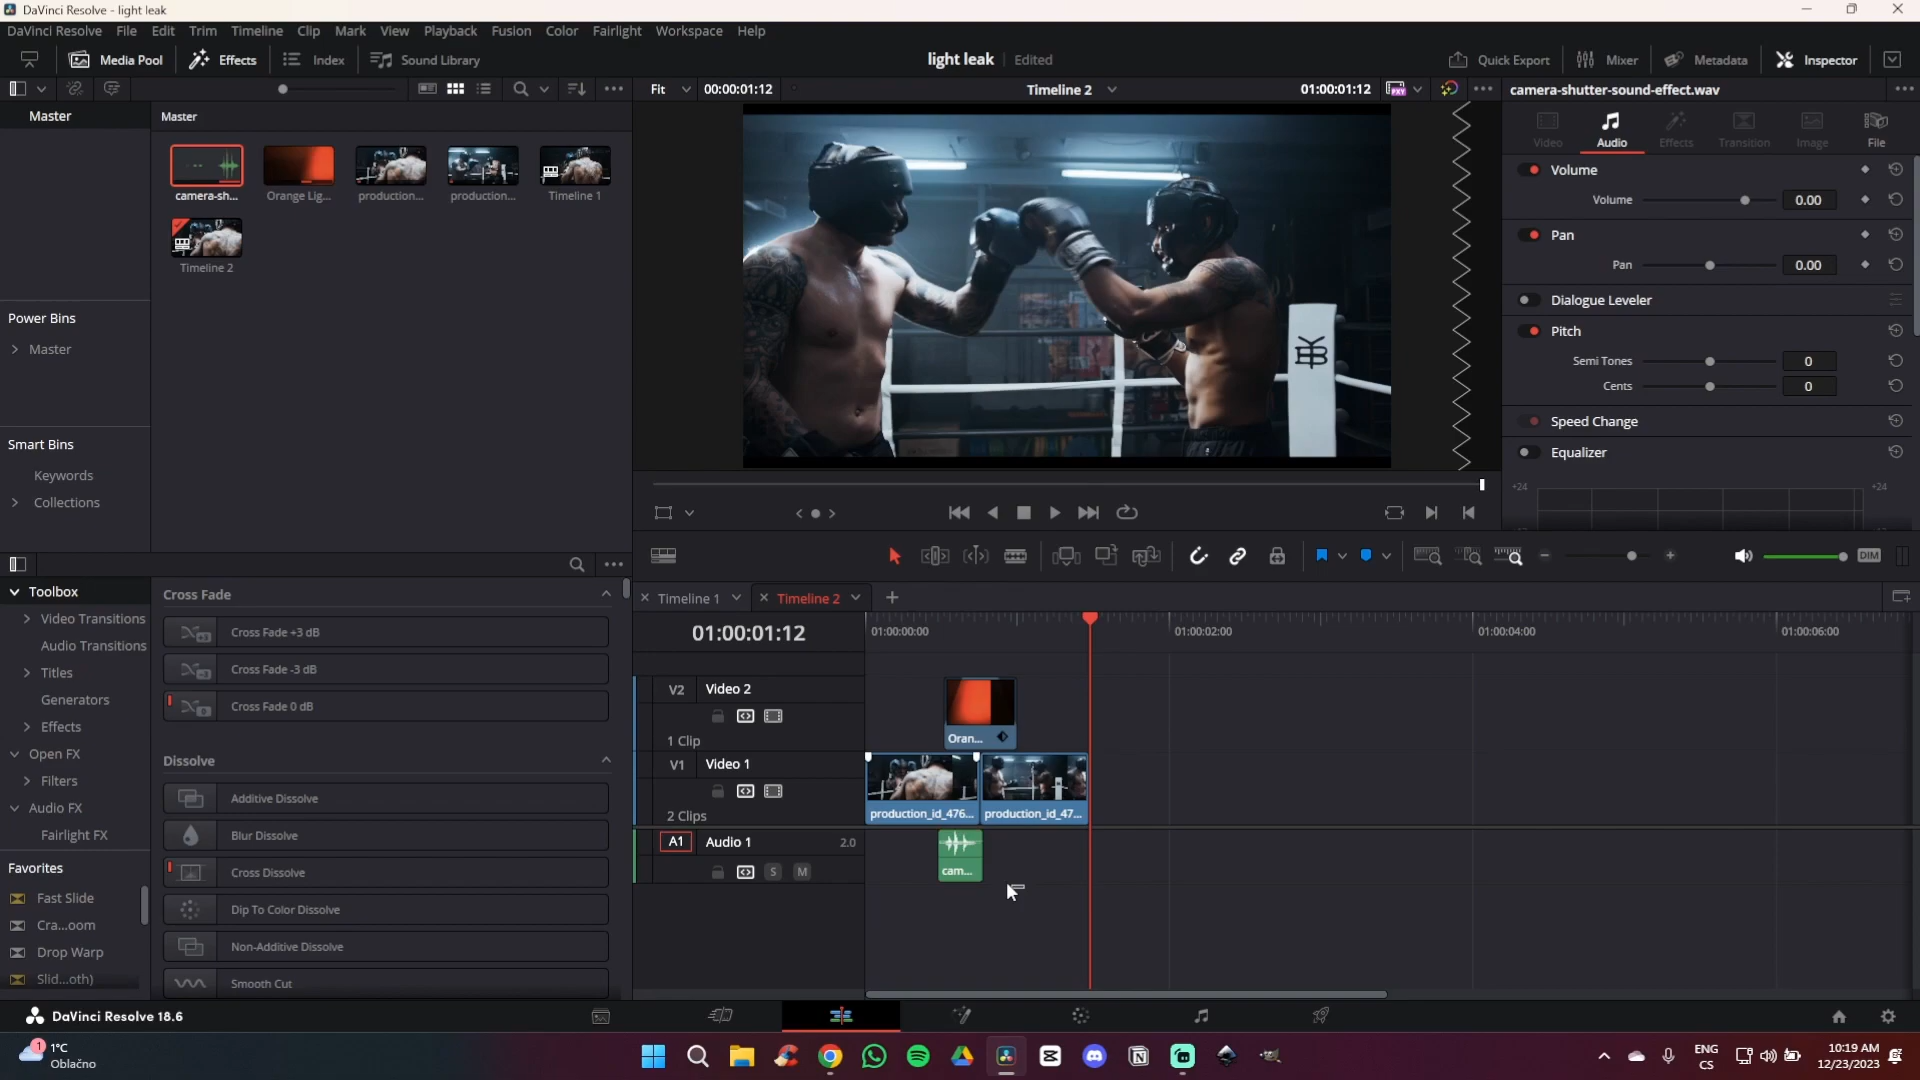 DaVinci Resolve - light leak
DaVinci Resolve File Edit Trim Timeline Clip Mark View Playback Fusion Color Fairlight Workspace Help
Media Pool Effects Index Sound Library light leak Edited Quick Export Mixer Metadata Inspector
Fit 00:00:01:12 Timeline 2 01:00:01:12 camera-shutter-sound-effect.wav
Master Master
Video Audio Effects Transition Image File
camera-sh... Orange Lig... production... production... Timeline 1
Timeline 2
Volume
Volume 0.00
Pan
Pan 0.00
Dialogue Leveler
Pitch
Semi Tones 0
Cents 0
Speed Change
Equalizer
+24 +24
Power Bins
Master
Smart Bins
Keywords
Collections
DIM
Toolbox
Video Transitions
Audio Transitions
Titles
Generators
Effects
Open FX
Filters
Audio FX
Fairlight FX
Favorites
Fast Slide
Cra...oom
Drop Warp
Slid...oth)
Cross Fade
Cross Fade +3 dB
Cross Fade -3 dB
Cross Fade 0 dB
Dissolve
Additive Dissolve
Blur Dissolve
Cross Dissolve
Dip To Color Dissolve
Non-Additive Dissolve
Smooth Cut
Timeline 1 Timeline 2
01:00:01:12 01:00:00:00 01:00:02:00 01:00:04:00 01:00:06:00
V2 Video 2
1 Clip
Oran...
V1 Video 1
2 Clips
production_id_476... production_id_47...
A1 Audio 1 2.0
S M
cam...
DaVinci Resolve 18.6
1
1°C
Oblačno
ENG
CS
10:19 AM
12/23/2023